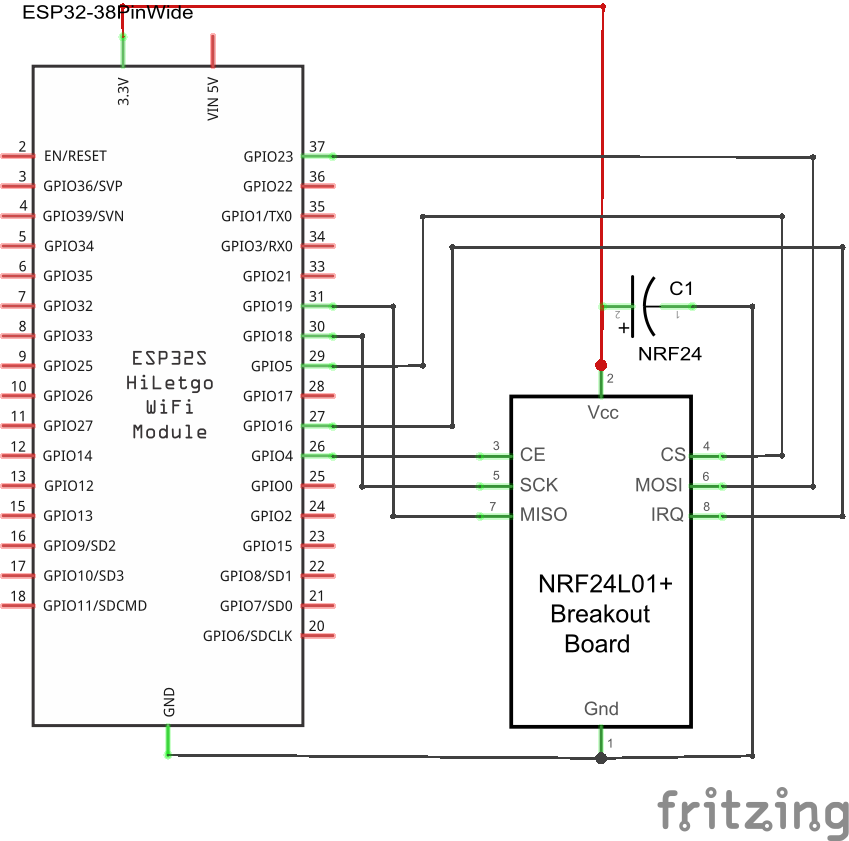 ESP32-38PinWide
3.3V
VIN 5V
2 EN/RESET GPIO23 37
3 GPIO36/SVP GPIO22 36
4 GPIO39/SVN GPIO1/TX0 35
5 GPIO34 GPIO3/RX0 34
6 GPIO35 GPIO21 33
7 GPIO32 GPIO19 31
8 GPIO33 GPIO18 30
9 GPIO25 GPIO5 29
10 GPIO26 GPIO17 28
11 GPIO27 GPIO16 27
12 GPIO14 GPIO4 26
13 GPIO12 GPIO0 25
15 GPIO13 GPIO2 24
16 GPIO9/SD2 GPIO15 23
17 GPIO10/SD3 GPIO8/SD1 22
18 GPIO11/SDCMD GPIO7/SD0 21
GPIO6/SDCLK 20
ESP32S
HiLetgo
WiFi
Module
GND
C1
2 1
+
NRF24
2
Vcc
3 CE CS 4
5 SCK MOSI 6
7 MISO IRQ 8
NRF24L01+
Breakout
Board
Gnd
1
fritzing